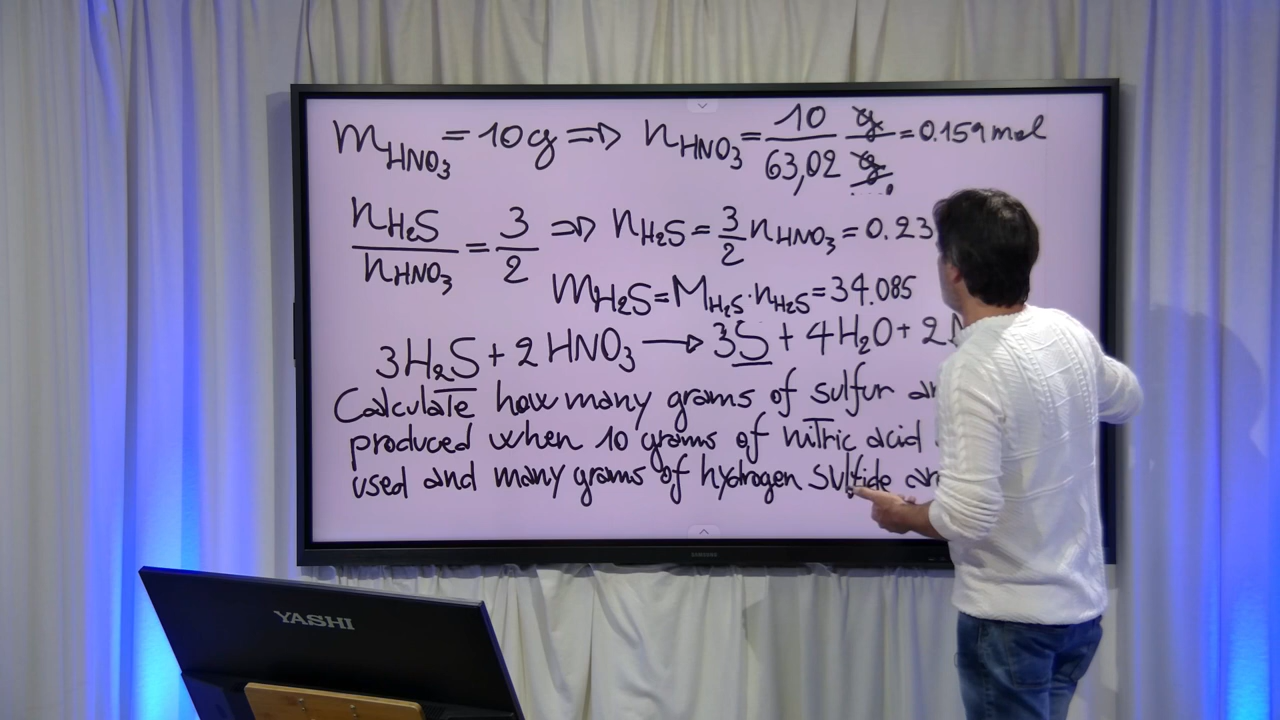 m HNO₃ = 10g ⇒ n HNO₃ = 10/63,02 g/g = 0.159 mol
n H₂S / n HNO₃ = 3/2 ⇒ n H₂S = 3/2 n HNO₃ = 0.23
m H₂S = M H₂S · n H₂S = 34.085
3H₂S + 2HNO₃ → 3S + 4H₂O + 2
Calculate how many grams of sulfur
produced when 10 grams of nitric acid
used and many grams of hydrogen sulfide
SAMSUNG
YASHI